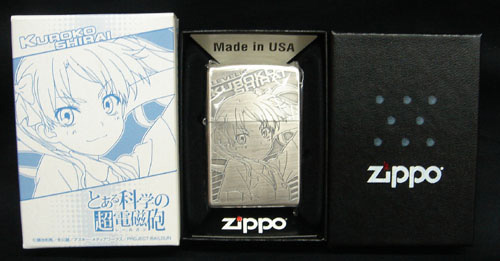 KUROKO
SHIRAI
とある科学の
超電磁砲
Made in USA
KUROKO
SHIRAI
zippo
zippo